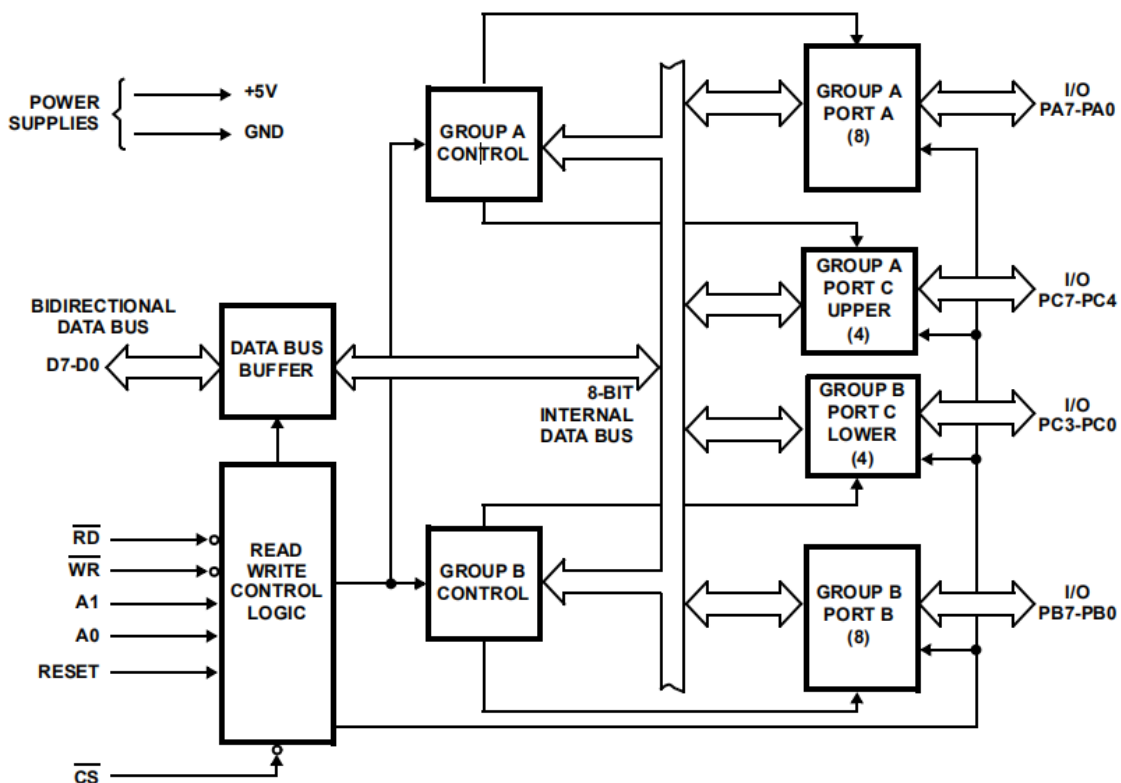 POWER
SUPPLIES
+5V
GND
GROUP A
CONTROL
GROUP A
PORT A
(8)
I/O
PA7-PA0
GROUP A
PORT C
UPPER
(4)
I/O
PC7-PC4
BIDIRECTIONAL
DATA BUS
D7-D0
DATA BUS
BUFFER
8-BIT
INTERNAL
DATA BUS
GROUP B
PORT C
LOWER
(4)
I/O
PC3-PC0
RD
WR
A1
A0
RESET
CS
READ
WRITE
CONTROL
LOGIC
GROUP B
CONTROL
GROUP B
PORT B
(8)
I/O
PB7-PB0